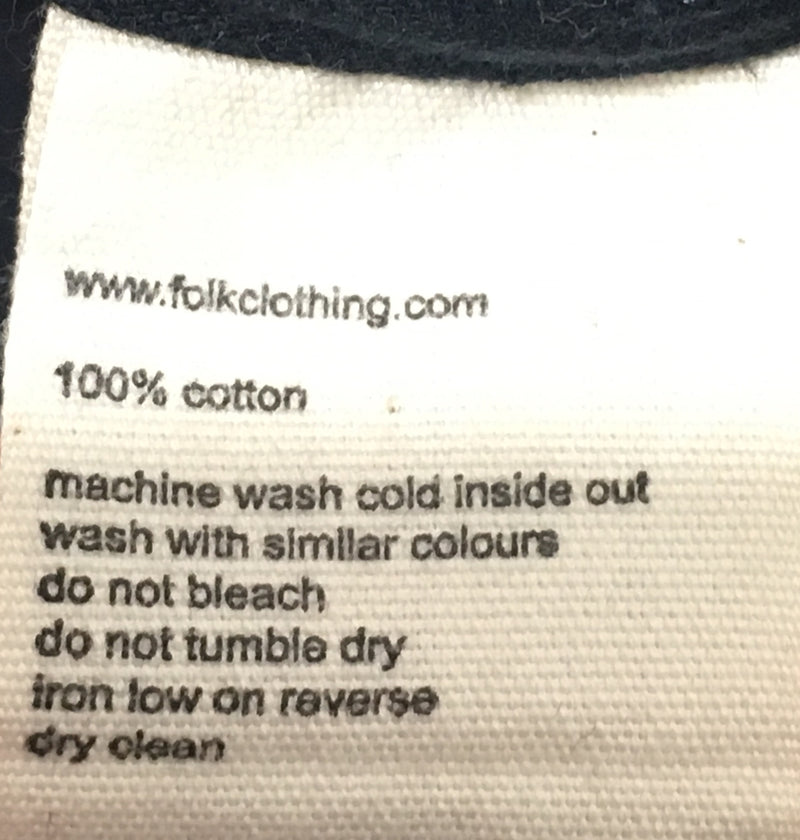 www.folkclothing.com
100% cotton
machine wash cold inside out
wash with similar colours
do not bleach
do not tumble dry
iron low on reverse
dry clean